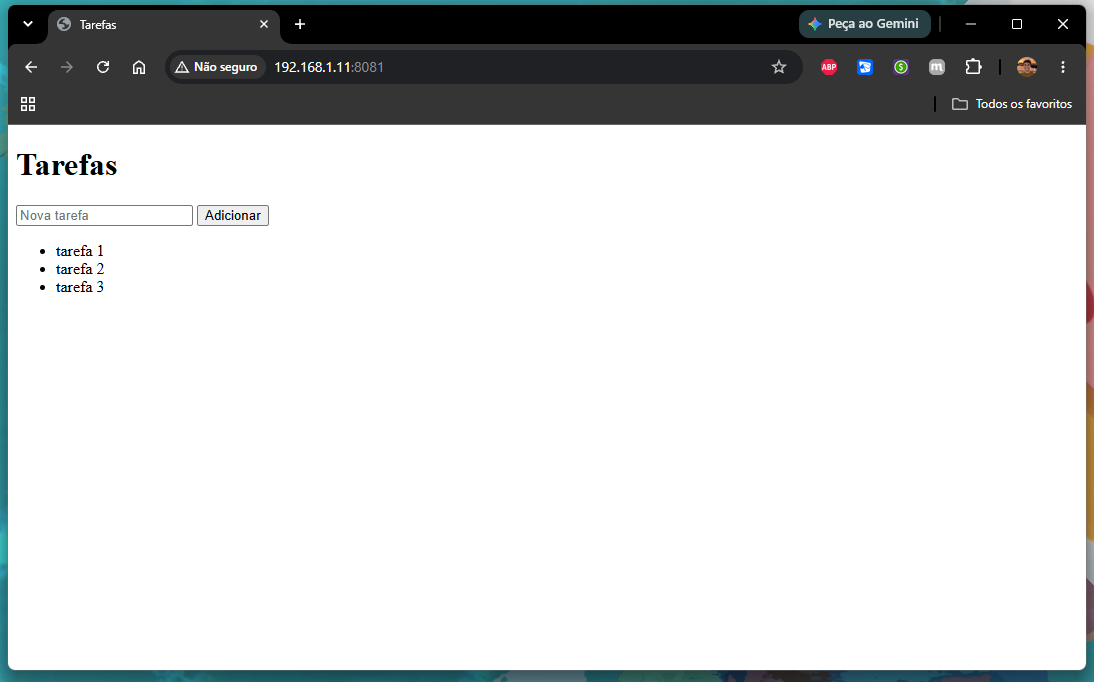 Tarefas
Peça ao Gemini
Não seguro 192.168.1.11:8081
ABP
S
m
Todos os favoritos
Tarefas
Nova tarefa Adicionar
tarefa 1
tarefa 2
tarefa 3